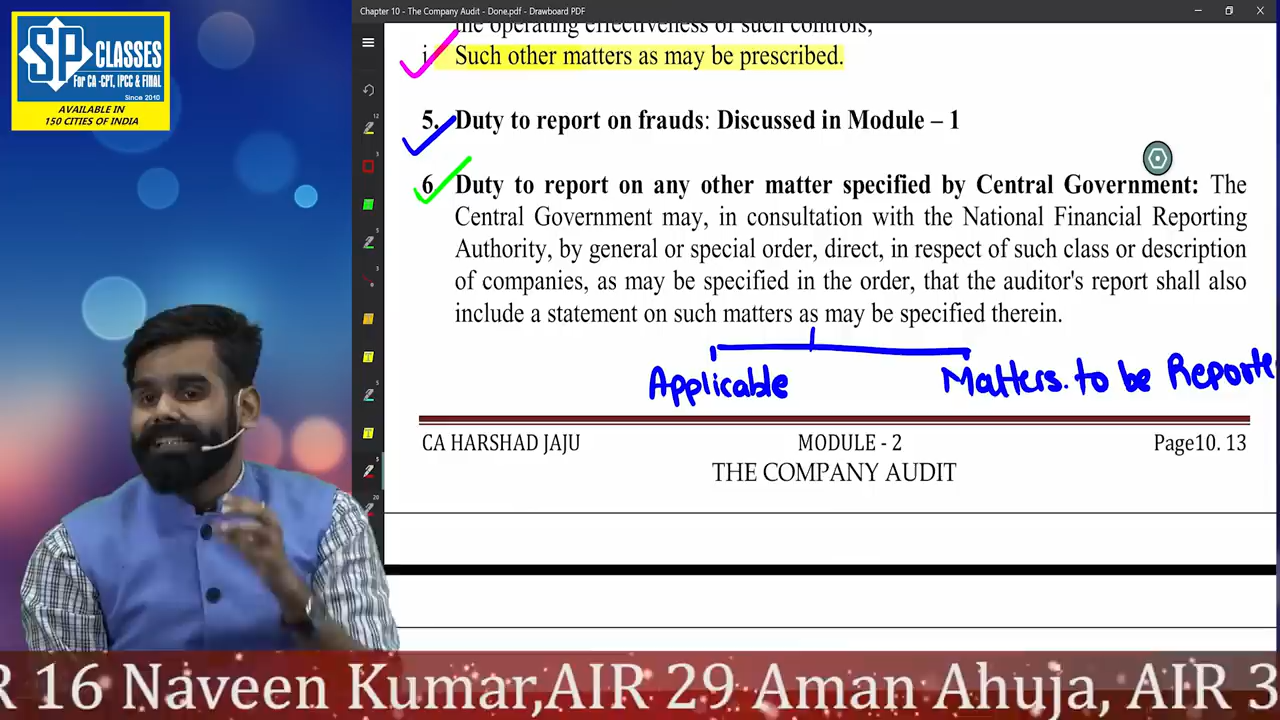 SP CLASSES
For CA -CPT, IPCC & FINAL
Since 2010
AVAILABLE IN
150 CITIES OF INDIA
Chapter 10 - The Company Audit - Done.pdf - Drawboard PDF
the operating effectiveness of such controls;
j. Such other matters as may be prescribed.
5. Duty to report on frauds: Discussed in Module – 1
6. Duty to report on any other matter specified by Central Government: The
Central Government may, in consultation with the National Financial Reporting
Authority, by general or special order, direct, in respect of such class or description
of companies, as may be specified in the order, that the auditor's report shall also
include a statement on such matters as may be specified therein.
Applicable Matters. to be Reporte
CA HARSHAD JAJU MODULE - 2 Page10. 13
THE COMPANY AUDIT
R 16 Naveen Kumar,AIR 29 Aman Ahuja, AIR 3